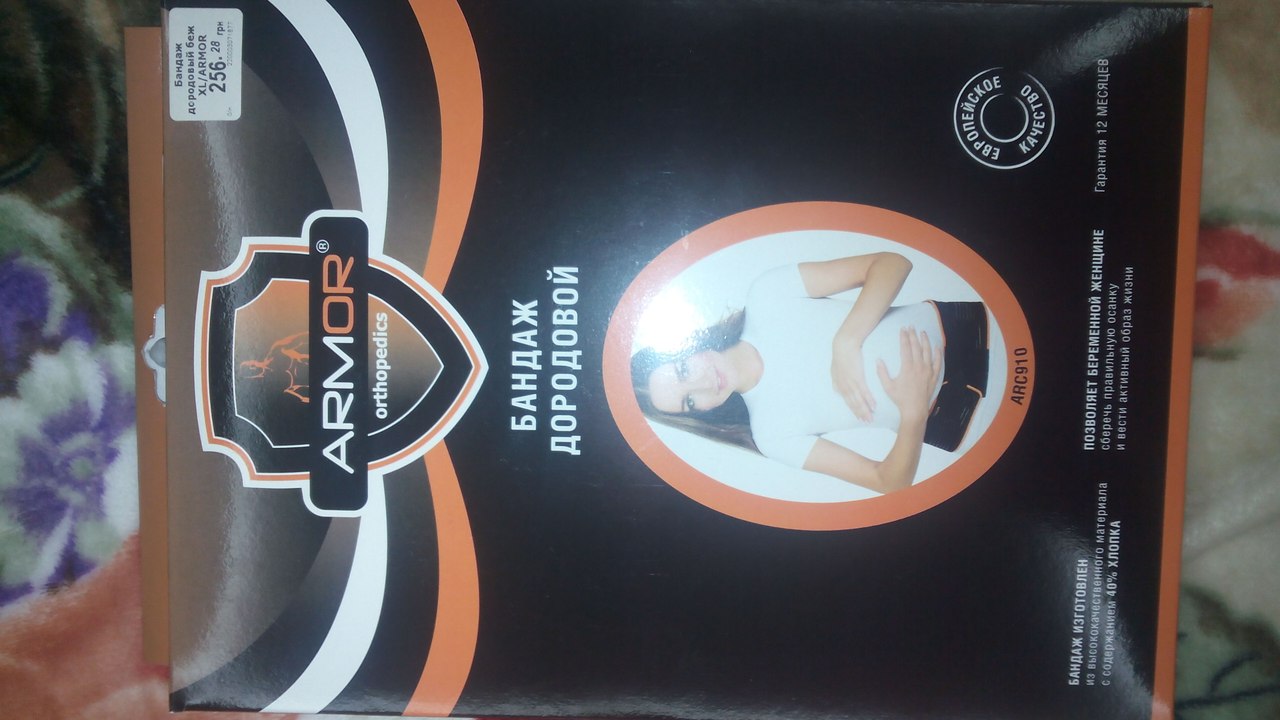 Бандаж
дородовый беж
XL/ARMOR
256.28 грн
ARMOR®
orthopedics
БАНДАЖ
ДОРОДОВОЙ
ARC910
ЕВРОПЕЙСКОЕ
КАЧЕСТВО
БАНДАЖ ИЗГОТОВЛЕН
из высококачественного материала
с содержанием 40% ХЛОПКА
ПОЗВОЛЯЕТ БЕРЕМЕННОЙ ЖЕНЩИНЕ
сберечь правильную осанку
и вести активный образ жизни
Гарантия 12 МЕСЯЦЕВ